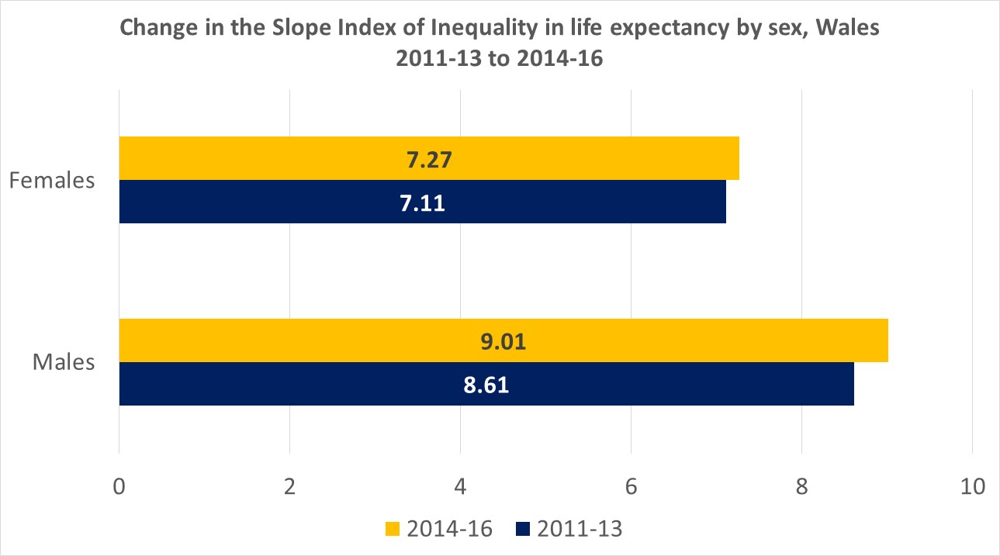 Change in the Slope Index of Inequality in life expectancy by sex, Wales
2011-13 to 2014-16
7.27
Females
7.11
9.01
Males
8.61
0 2 4 6 8 10
2014-16 2011-13